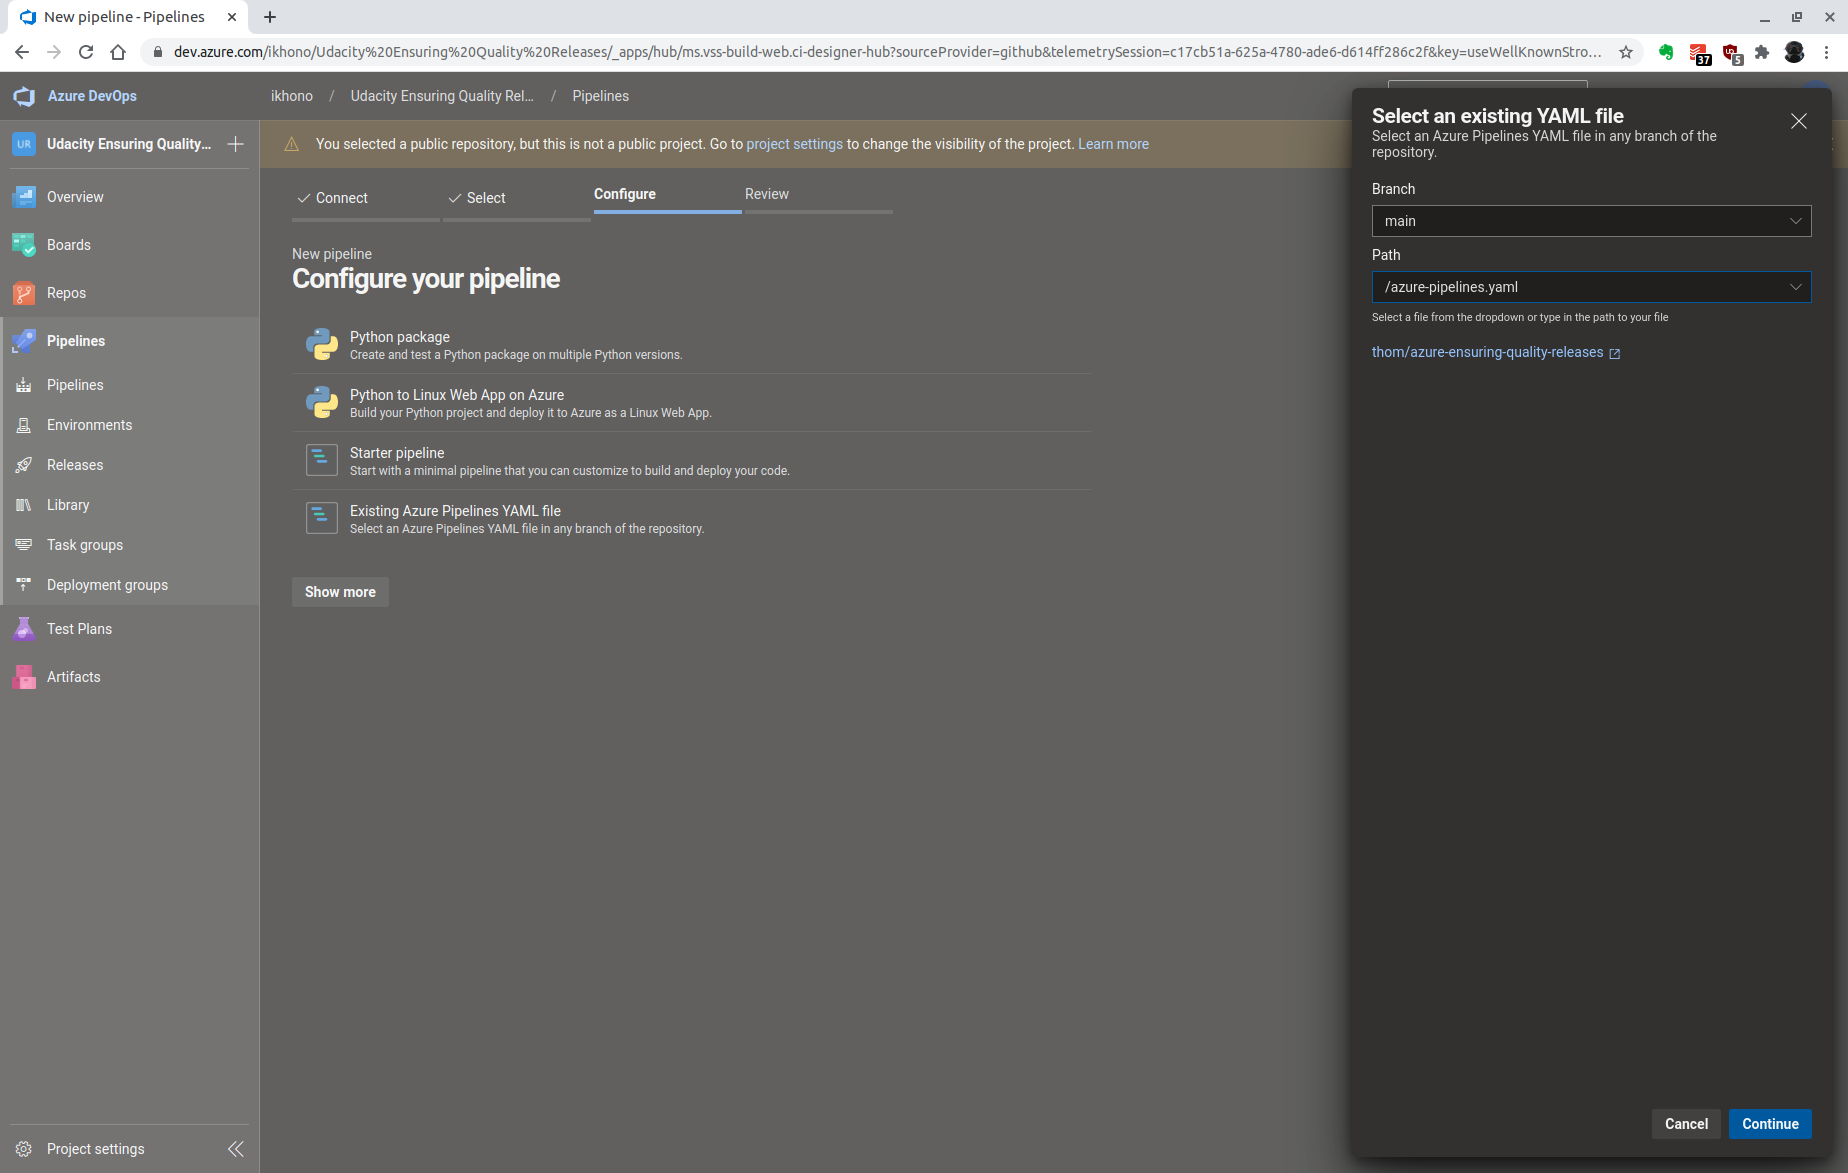 New pipeline - Pipelines
dev.azure.com/ikhono/Udacity%20Ensuring%20Quality%20Releases/_apps/hub/ms.vss-build-web.ci-designer-hub?sourceProvider=github&telemetrySession=c17cb51a-625a-4780-ade6-d614ff286c2f&key=useWellKnownStro...
37
5
Azure DevOps
ikhono / Udacity Ensuring Quality Rel... / Pipelines
UR Udacity Ensuring Quality...
You selected a public repository, but this is not a public project. Go to project settings to change the visibility of the project. Learn more
Overview
Boards
Repos
Pipelines
Pipelines
Environments
Releases
Library
Task groups
Deployment groups
Test Plans
Artifacts
Project settings
Connect
Select
Configure
Review
New pipeline
Configure your pipeline
Python package
Create and test a Python package on multiple Python versions.
Python to Linux Web App on Azure
Build your Python project and deploy it to Azure as a Linux Web App.
Starter pipeline
Start with a minimal pipeline that you can customize to build and deploy your code.
Existing Azure Pipelines YAML file
Select an Azure Pipelines YAML file in any branch of the repository.
Show more
Select an existing YAML file
Select an Azure Pipelines YAML file in any branch of the
repository.
Branch
main
Path
/azure-pipelines.yaml
Select a file from the dropdown or type in the path to your file
thom/azure-ensuring-quality-releases
Cancel
Continue